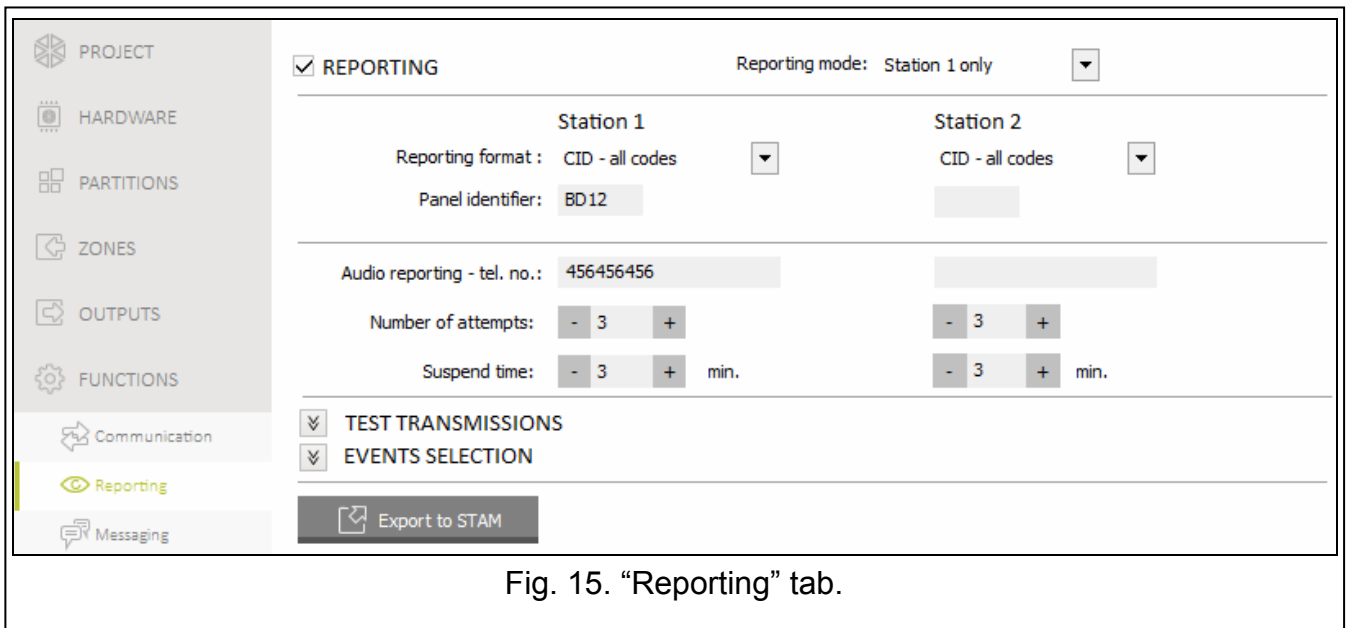 PROJECT
HARDWARE
PARTITIONS
ZONES
OUTPUTS
FUNCTIONS
Communication
Reporting
Messaging
REPORTING
Reporting mode: Station 1 only
Station 1 Station 2
Reporting format : CID - all codes CID - all codes
Panel identifier: BD12
Audio reporting - tel. no.: 456456456
Number of attempts: - 3 + - 3 +
Suspend time: - 3 + min. - 3 + min.
TEST TRANSMISSIONS
EVENTS SELECTION
Export to STAM
Fig. 15. “Reporting” tab.